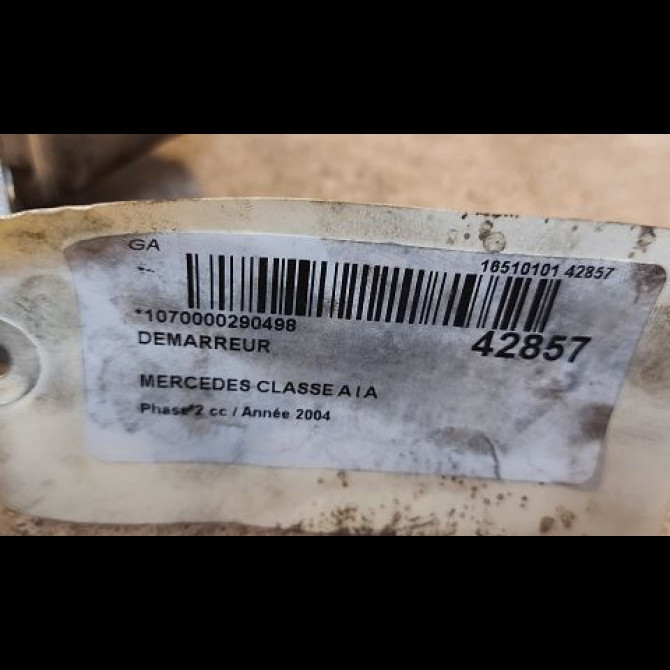 GA
16510101 42857
*1070000290498
42857
DEMARREUR
MERCEDES CLASSE A I A
Phase 2 cc / Année 2004